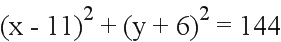 (x - 11)² + (y + 6)² = 144